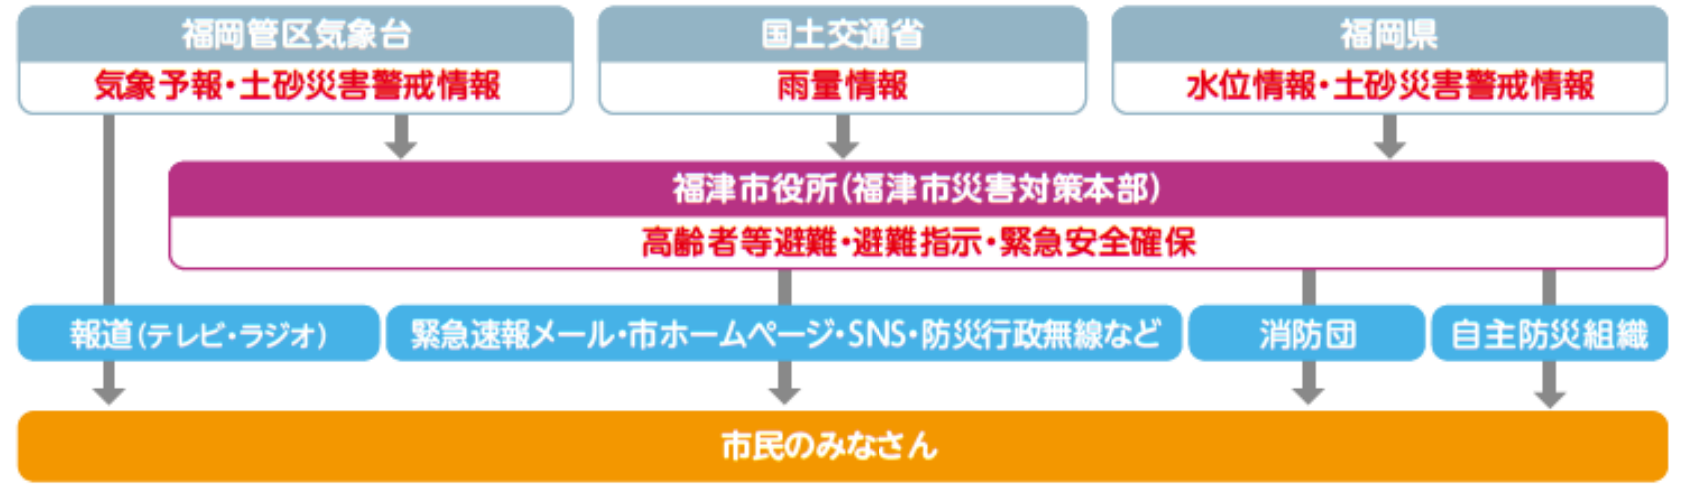 福岡管区気象台
気象予報・土砂災害警戒情報
国土交通省
雨量情報
福岡県
水位情報・土砂災害警戒情報
福津市役所(福津市災害対策本部)
高齢者等避難・避難指示・緊急安全確保
報道(テレビ・ラジオ)
緊急速報メール・市ホームページ・SNS・防災行政無線など
消防団
自主防災組織
市民のみなさん